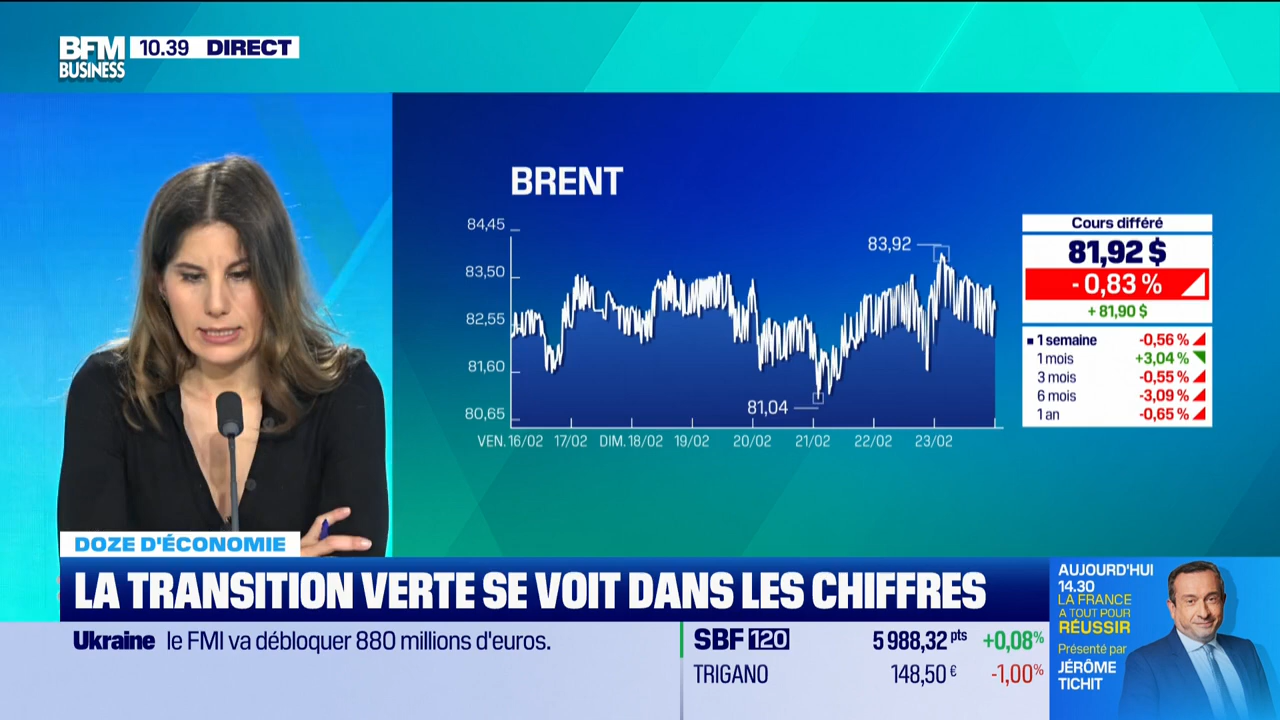 BFM
BUSINESS
10.39 DIRECT
BRENT
84,45
83,50
82,55
81,60
80,65
83,92
81,04
VEN.16/02 17/02 DIM.18/02 19/02 20/02 21/02 22/02 23/02
Cours différé
81,92 $
- 0,83 %
+ 81,90 $
1 semaine -0,56 %
1 mois +3,04 %
3 mois -0,55 %
6 mois -3,09 %
1 an -0,65 %
DOZE D'ÉCONOMIE
LA TRANSITION VERTE SE VOIT DANS LES CHIFFRES
Ukraine le FMI va débloquer 880 millions d'euros.
SBF 120 5 988,32 pts +0,08%
TRIGANO 148,50 € -1,00%
AUJOURD'HUI
14.30
LA FRANCE
A TOUT POUR
RÉUSSIR
Présenté par
JÉRÔME
TICHIT